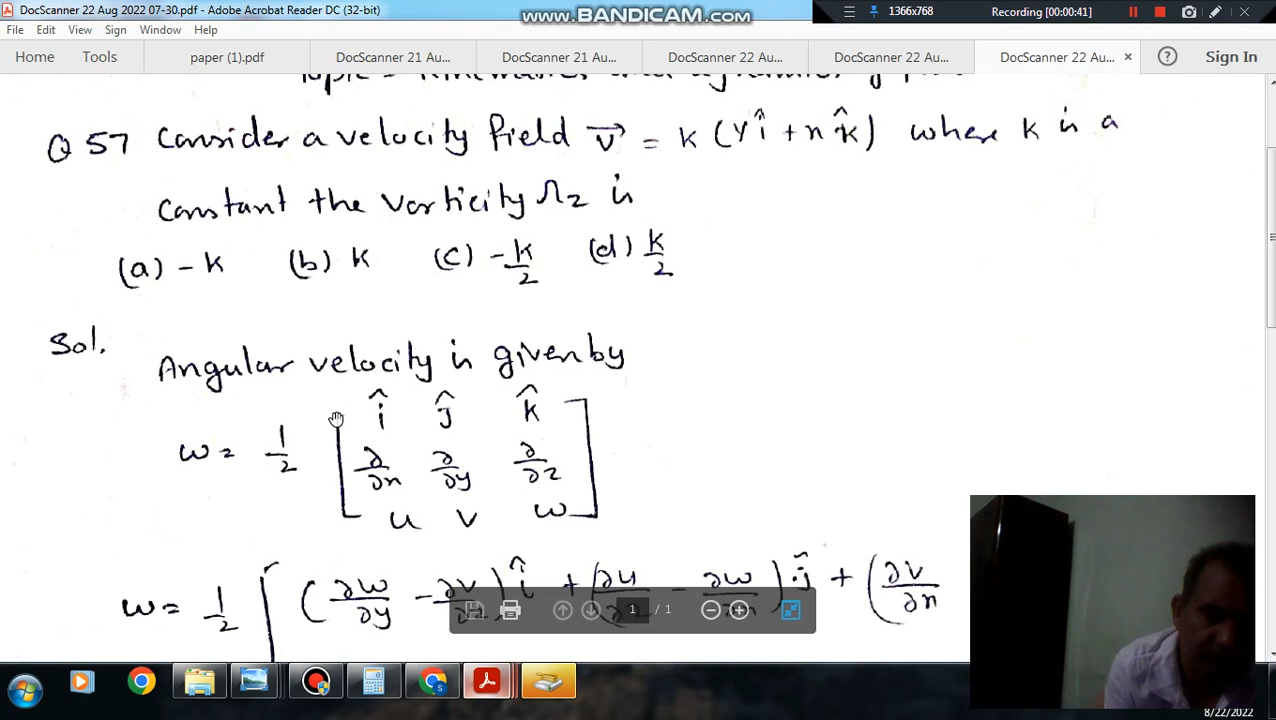 DocScanner 22 Aug 2022 07-30.pdf - Adobe Acrobat Reader DC (32-bit)
www.BANDICAM.com
1366x768
Recording [00:00:41]
File Edit View Sign Window Help
Home Tools paper (1).pdf DocScanner 21 Au... DocScanner 21 Au... DocScanner 22 Au... DocScanner 22 Au... DocScanner 22 Au... × Sign In
Q 57 Consider a velocity field V⃗ = K (y î + x k̂) where K is a
constant the vorticity Ωz is
(a) - K (b) K (c) - K/2 (d) K/2
Sol. Angular velocity is given by
ω = 1/2 [ î ĵ k̂
∂/∂x ∂/∂y ∂/∂z
u v w ]
ω = 1/2 [ (∂w/∂y - ∂v/ ) î + (∂u/ - ∂w/ ) ĵ + (∂v/∂x
1 / 1
8/22/2022